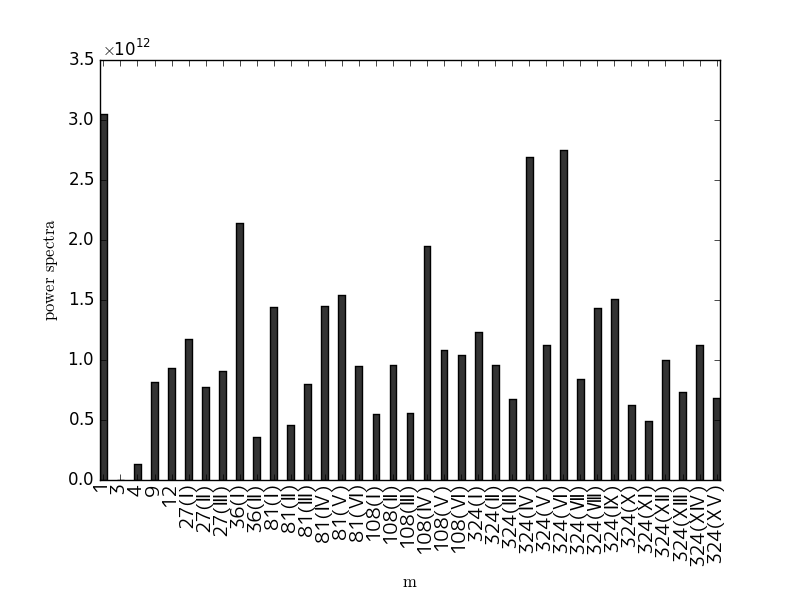 ×10^12
3.5
3.0
2.5
2.0
1.5
1.0
0.5
0.0
power spectra
1
3
4
9
12
27(I)
27(II)
27(III)
36(I)
36(II)
81(I)
81(II)
81(III)
81(IV)
81(V)
81(VI)
108(I)
108(II)
108(III)
108(IV)
108(V)
108(VI)
324(I)
324(II)
324(III)
324(IV)
324(V)
324(VI)
324(VII)
324(VIII)
324(IX)
324(X)
324(XI)
324(XII)
324(XIII)
324(XIV)
324(XV)
m